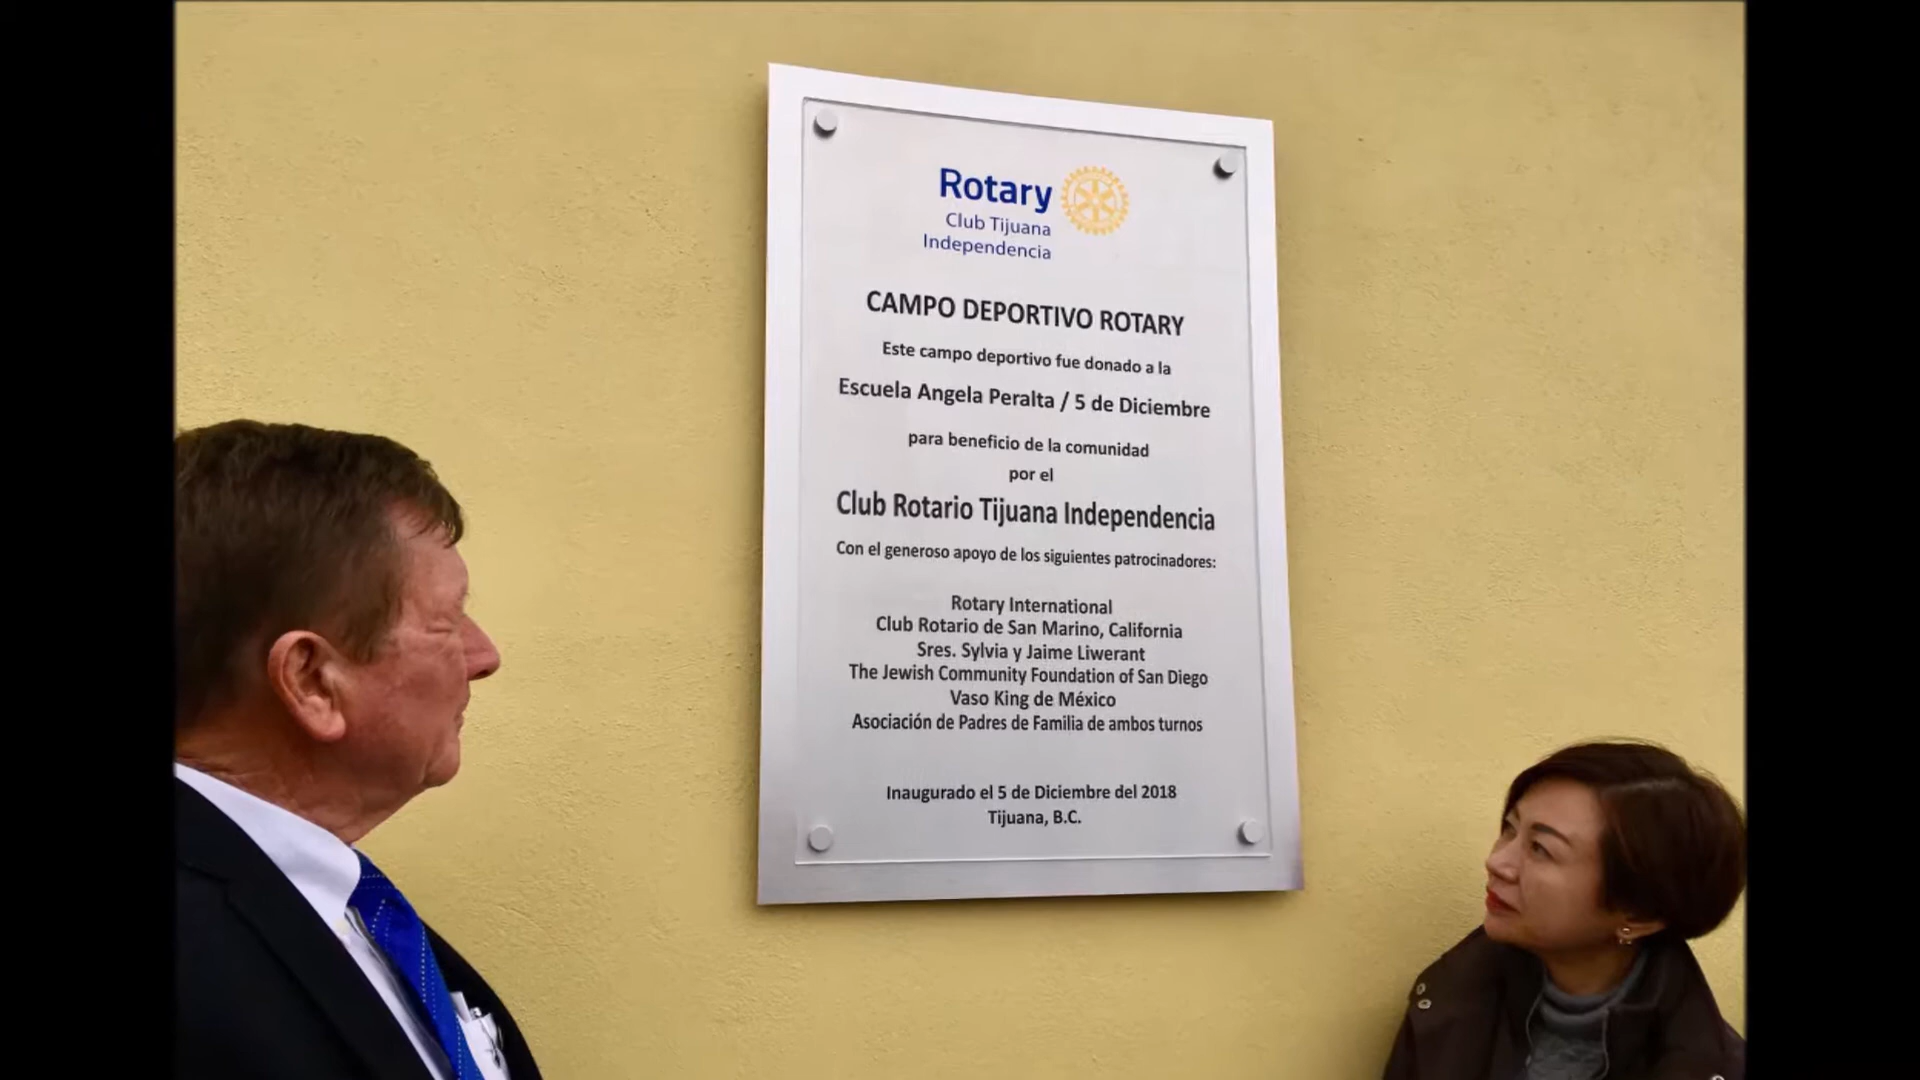 Rotary
Club Tijuana
Independencia
CAMPO DEPORTIVO ROTARY
Este campo deportivo fue donado a la
Escuela Angela Peralta / 5 de Diciembre
para beneficio de la comunidad
por el
Club Rotario Tijuana Independencia
Con el generoso apoyo de los siguientes patrocinadores:
Rotary International
Club Rotario de San Marino, California
Sres. Sylvia y Jaime Liwerant
The Jewish Community Foundation of San Diego
Vaso King de México
Asociación de Padres de Familia de ambos turnos
Inaugurado el 5 de Diciembre del 2018
Tijuana, B.C.